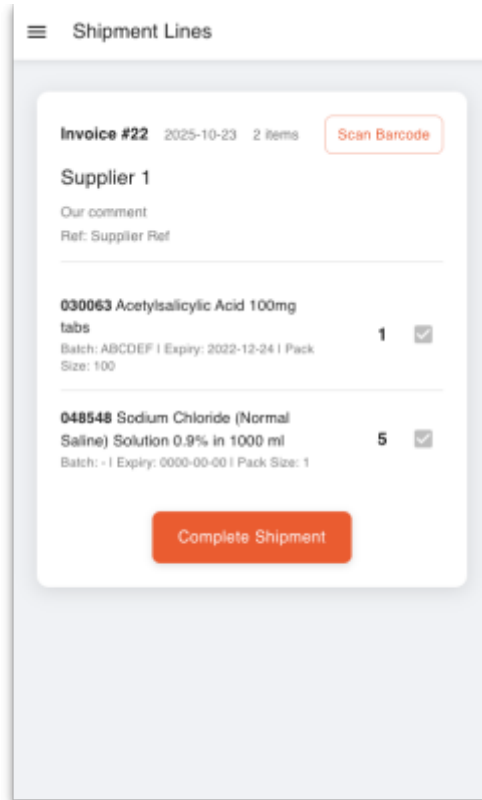 Shipment Lines
Invoice #22 2025-10-23 2 items Scan Barcode
Supplier 1
Our comment
Ref: Supplier Ref
030063 Acetylsalicylic Acid 100mg
tabs
1
Batch: ABCDEF | Expiry: 2022-12-24 | Pack
Size: 100
048548 Sodium Chloride (Normal
Saline) Solution 0.9% in 1000 ml
5
Batch: - | Expiry: 0000-00-00 | Pack Size: 1
Complete Shipment